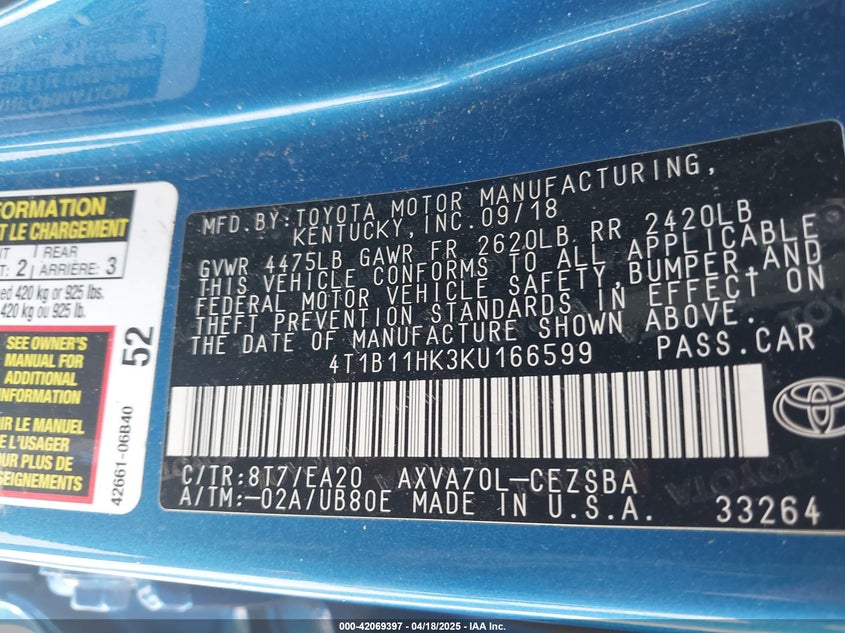 FORMATION
T LE CHARGEMENT
2 REAR
ARRIÈRE: 3
420 kg or 925 lbs.
420 kg ou 925 lb.
SEE OWNER'S
MANUAL FOR
ADDITIONAL
INFORMATION
LE MANUEL
L'USAGER
POUR PLUS DE
52
42661-06B40
MFD. BY: TOYOTA MOTOR MANUFACTURING,
KENTUCKY, INC. 09/18
GVWR 4475LB GAWR FR 2620LB RR 2420LB
THIS VEHICLE CONFORMS TO ALL APPLICABLE
FEDERAL MOTOR VEHICLE SAFETY, BUMPER, AND
THEFT PREVENTION STANDARDS IN EFFECT ON
THE DATE OF MANUFACTURE SHOWN ABOVE.
4T1B11HK3KU166599 PASS. CAR
C/TR:8T7/EA20 AXVA70L-CEZSBA
A/TM:-02A/UB80E MADE IN U.S.A. 33264
TOYOTA
000-42069397 - 04/18/2025 - IAA Inc.